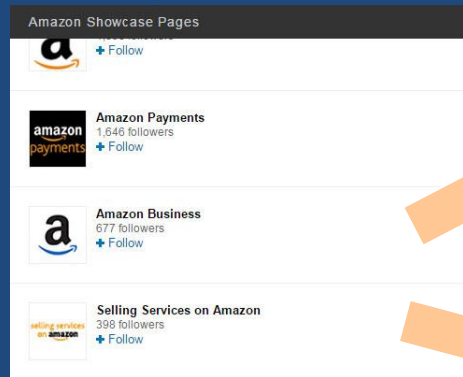 Amazon Showcase Pages
a
+ Follow
amazon
payments
Amazon Payments
1,646 followers
+ Follow
a
Amazon Business
677 followers
+ Follow
selling services
on amazon
Selling Services on Amazon
398 followers
+ Follow